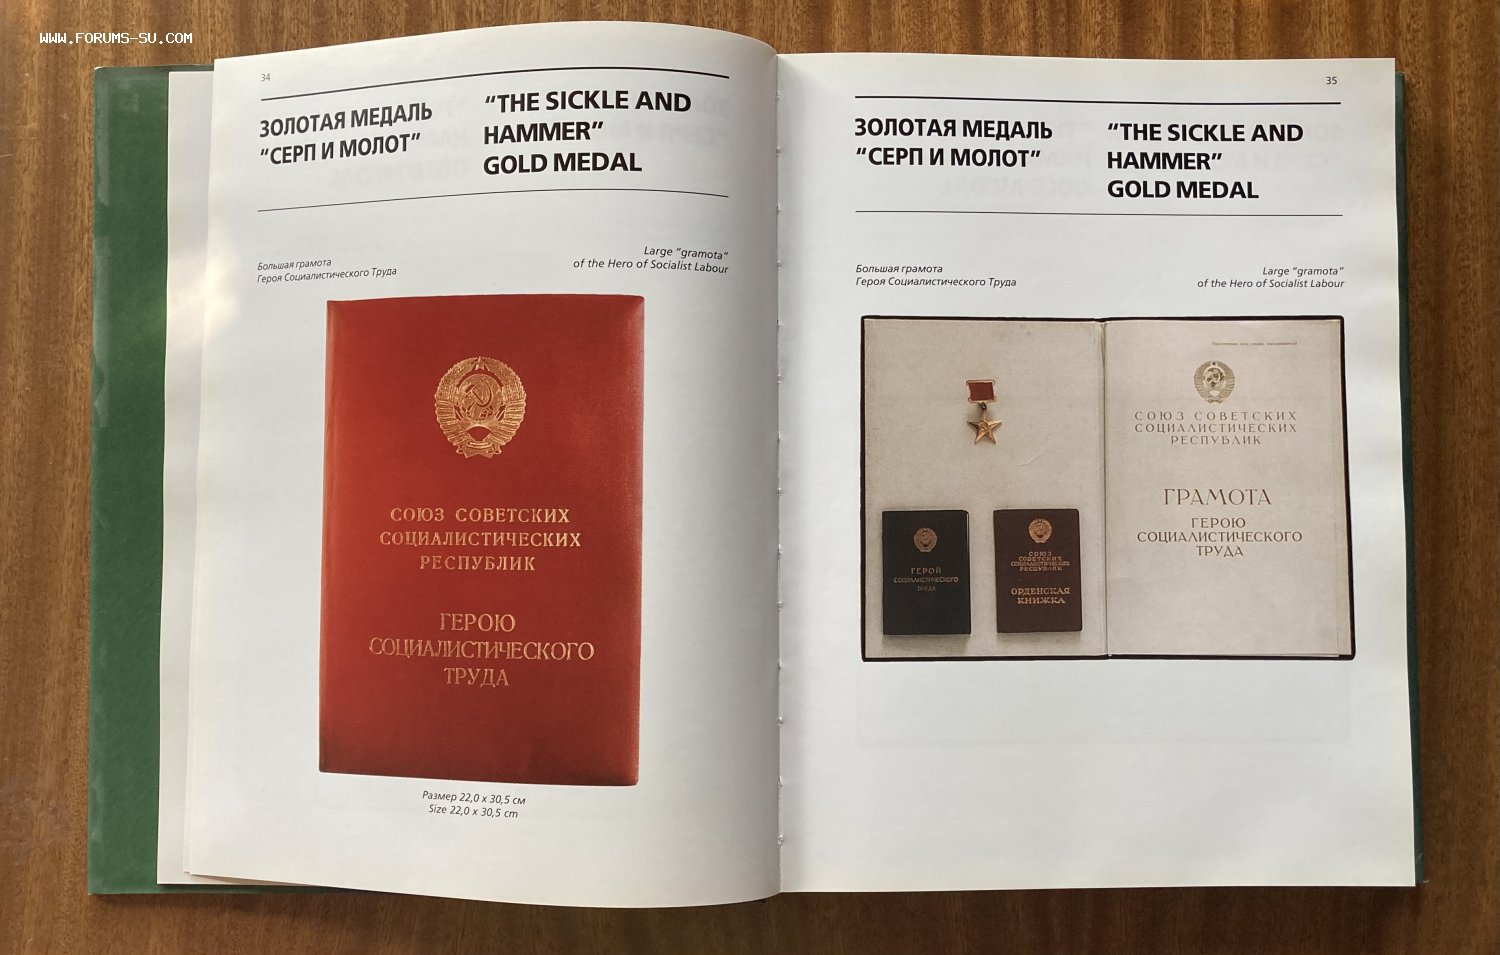 WWW.FORUMS-SU.COM
34
ЗОЛОТАЯ МЕДАЛЬ
“СЕРП И МОЛОТ”
“THE SICKLE AND
HAMMER”
GOLD MEDAL
Большая грамота
Героя Социалистического Труда
Large “gramota”
of the Hero of Socialist Labour
СОЮЗ СОВЕТСКИХ
СОЦИАЛИСТИЧЕСКИХ
РЕСПУБЛИК
ГЕРОЮ
СОЦИАЛИСТИЧЕСКОГО
ТРУДА
Размер 22,0 x 30,5 см
Size 22,0 x 30,5 cm
35
ЗОЛОТАЯ МЕДАЛЬ
“СЕРП И МОЛОТ”
“THE SICKLE AND
HAMMER”
GOLD MEDAL
Большая грамота
Героя Социалистического Труда
Large “gramota”
of the Hero of Socialist Labour
ГЕРОЙ
СОЦИАЛИСТИЧЕСКОГО
ТРУДА
СОЮЗ
СОВЕТСКИХ
СОЦИАЛИСТИЧЕСКИХ
РЕСПУБЛИК
ОРДЕНСКАЯ
КНИЖКА
СОЮЗ СОВЕТСКИХ
СОЦИАЛИСТИЧЕСКИХ
РЕСПУБЛИК
ГРАМОТА
ГЕРОЮ
СОЦИАЛИСТИЧЕСКОГО
ТРУДА